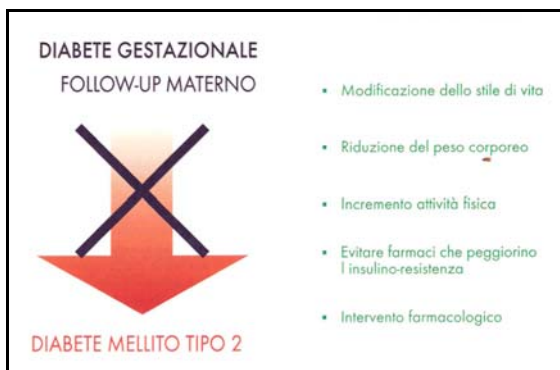 DIABETE GESTAZIONALE
FOLLOW-UP MATERNO
DIABETE MELLITO TIPO 2
▪ Modificazione dello stile di vita
▪ Riduzione del peso corporeo
▪ Incremento attività fisica
▪ Evitare farmaci che peggiorino
l insulino-resistenza
▪ Intervento farmacologico